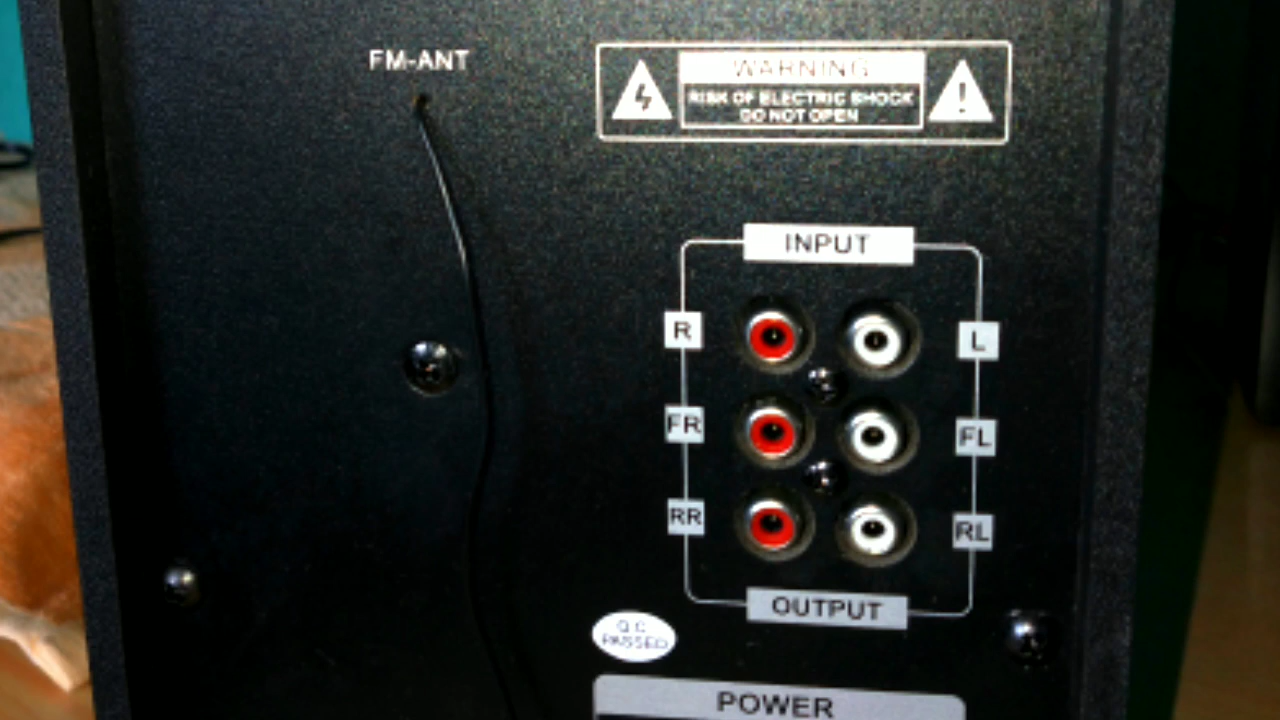 FM-ANT
WARNING
RISK OF ELECTRIC SHOCK
DO NOT OPEN
INPUT
R
L
FR
FL
RR
RL
OUTPUT
Q.C
PASSED
POWER